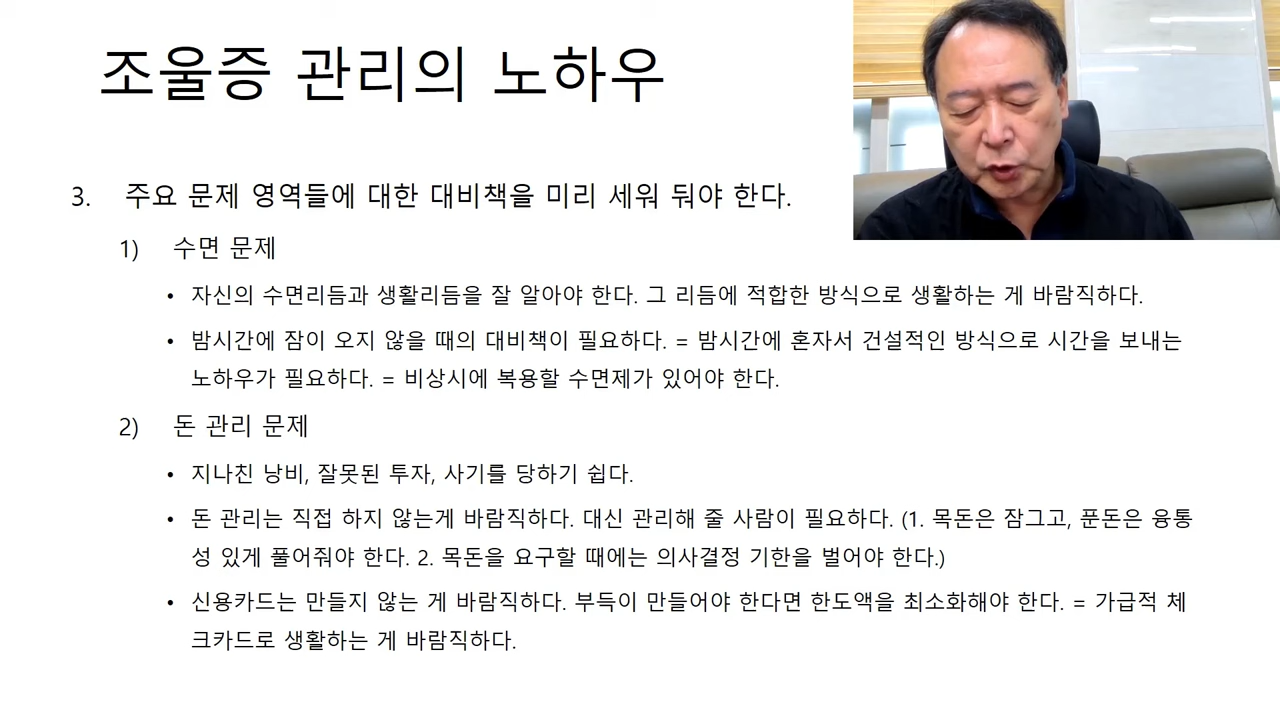 조울증 관리의 노하우
3. 주요 문제 영역들에 대한 대비책을 미리 세워 둬야 한다.
1) 수면 문제
• 자신의 수면리듬과 생활리듬을 잘 알아야 한다. 그 리듬에 적합한 방식으로 생활하는 게 바람직하다.
• 밤시간에 잠이 오지 않을 때의 대비책이 필요하다. = 밤시간에 혼자서 건설적인 방식으로 시간을 보내는
노하우가 필요하다. = 비상시에 복용할 수면제가 있어야 한다.
2) 돈 관리 문제
• 지나친 낭비, 잘못된 투자, 사기를 당하기 쉽다.
• 돈 관리는 직접 하지 않는게 바람직하다. 대신 관리해 줄 사람이 필요하다. (1. 목돈은 잠그고, 푼돈은 융통
성 있게 풀어줘야 한다. 2. 목돈을 요구할 때에는 의사결정 기한을 벌어야 한다.)
• 신용카드는 만들지 않는 게 바람직하다. 부득이 만들어야 한다면 한도액을 최소화해야 한다. = 가급적 체
크카드로 생활하는 게 바람직하다.